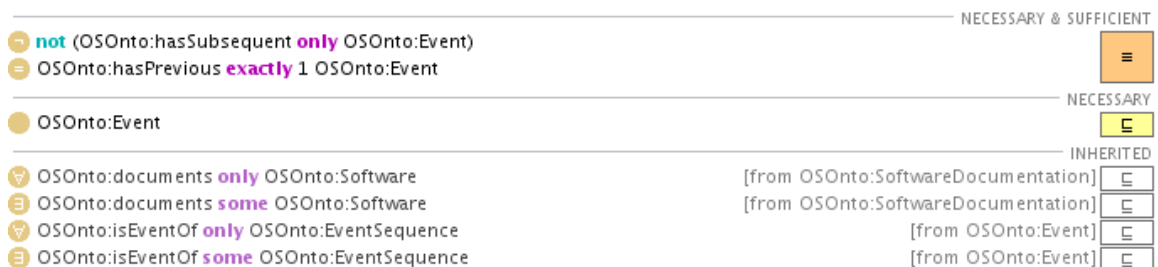 NECESSARY & SUFFICIENT
¬ not (OSOnto:hasSubsequent only OSOnto:Event)
= OSOnto:hasPrevious exactly 1 OSOnto:Event
≡
NECESSARY
OSOnto:Event ⊑
INHERITED
∀ OSOnto:documents only OSOnto:Software [from OSOnto:SoftwareDocumentation] ⊑
∃ OSOnto:documents some OSOnto:Software [from OSOnto:SoftwareDocumentation] ⊑
∀ OSOnto:isEventOf only OSOnto:EventSequence [from OSOnto:Event] ⊑
∃ OSOnto:isEventOf some OSOnto:EventSequence [from OSOnto:Event] ⊑